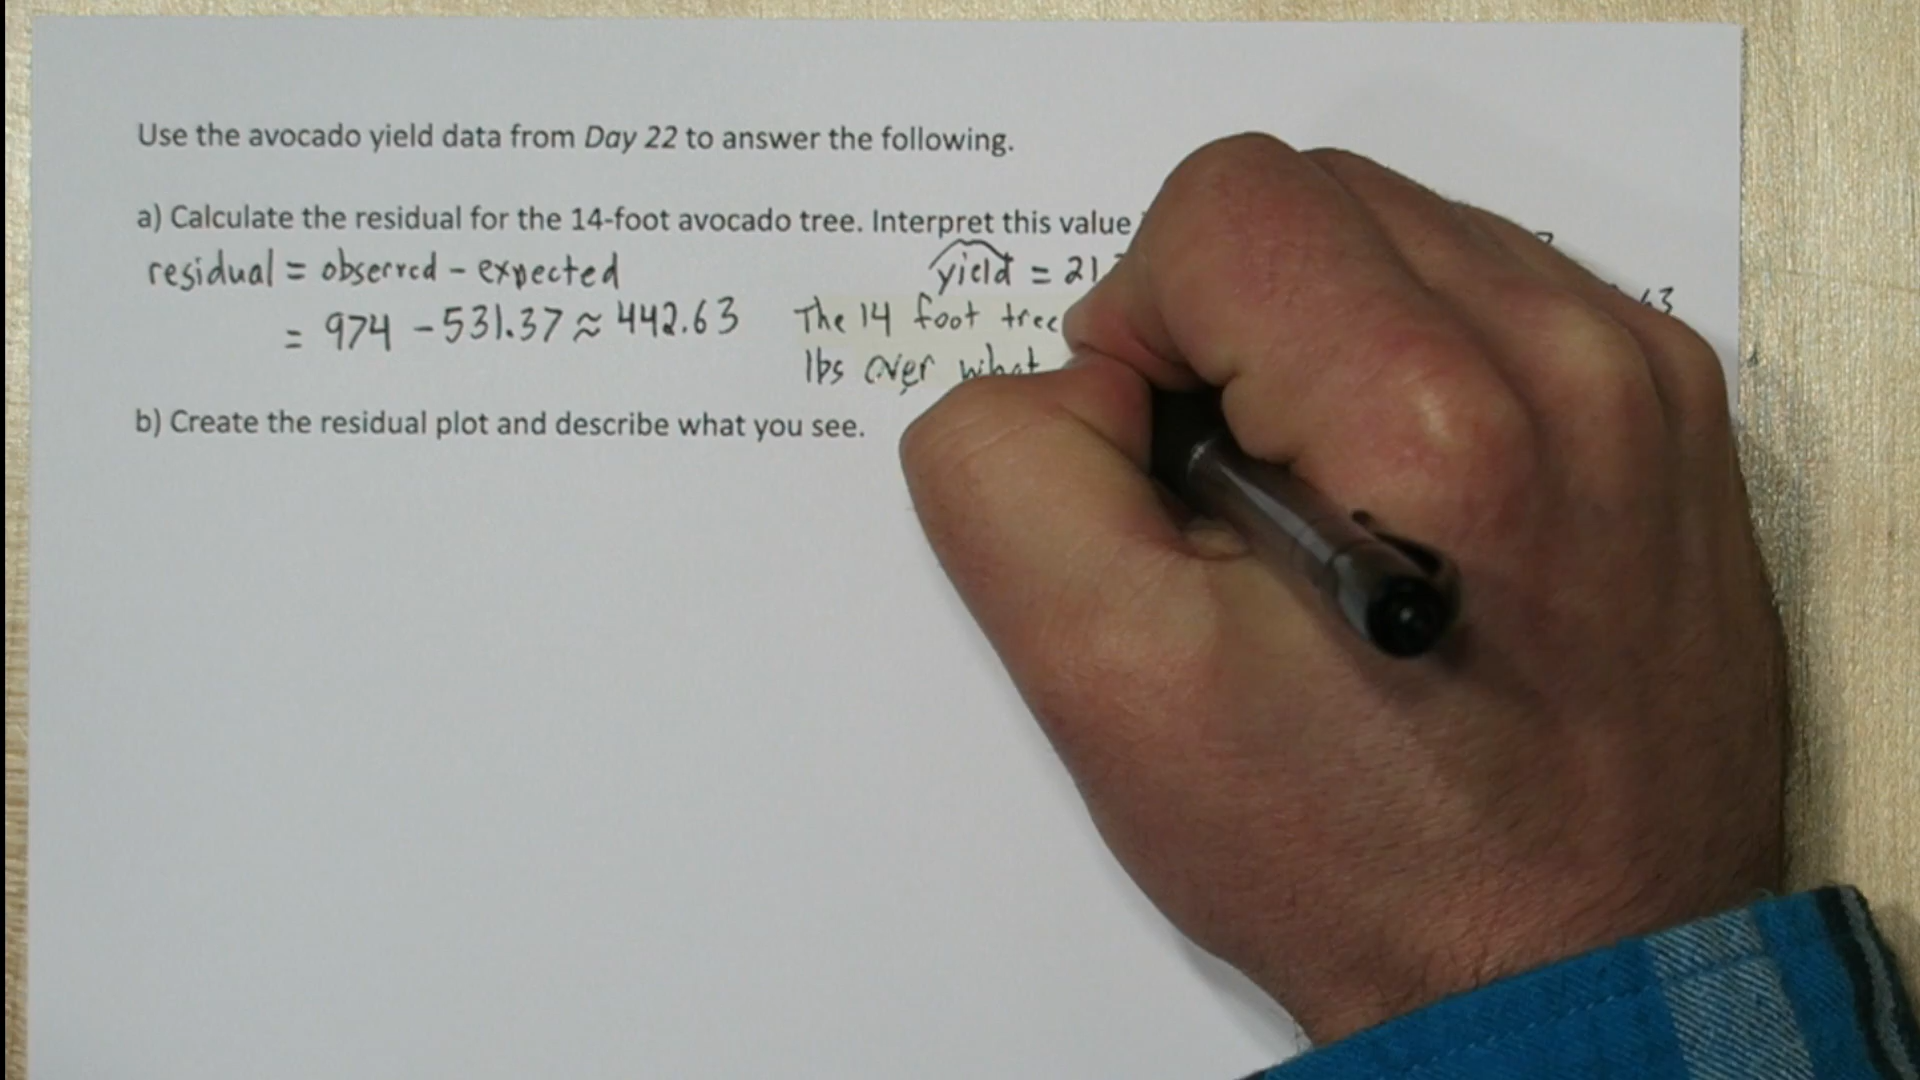 Use the avocado yield data from Day 22 to answer the following.
a) Calculate the residual for the 14-foot avocado tree. Interpret this value
residual = observed - expected
yield = 21.
= 974 - 531.37 ≈ 442.63
The 14 foot tree
63
lbs over what
b) Create the residual plot and describe what you see.